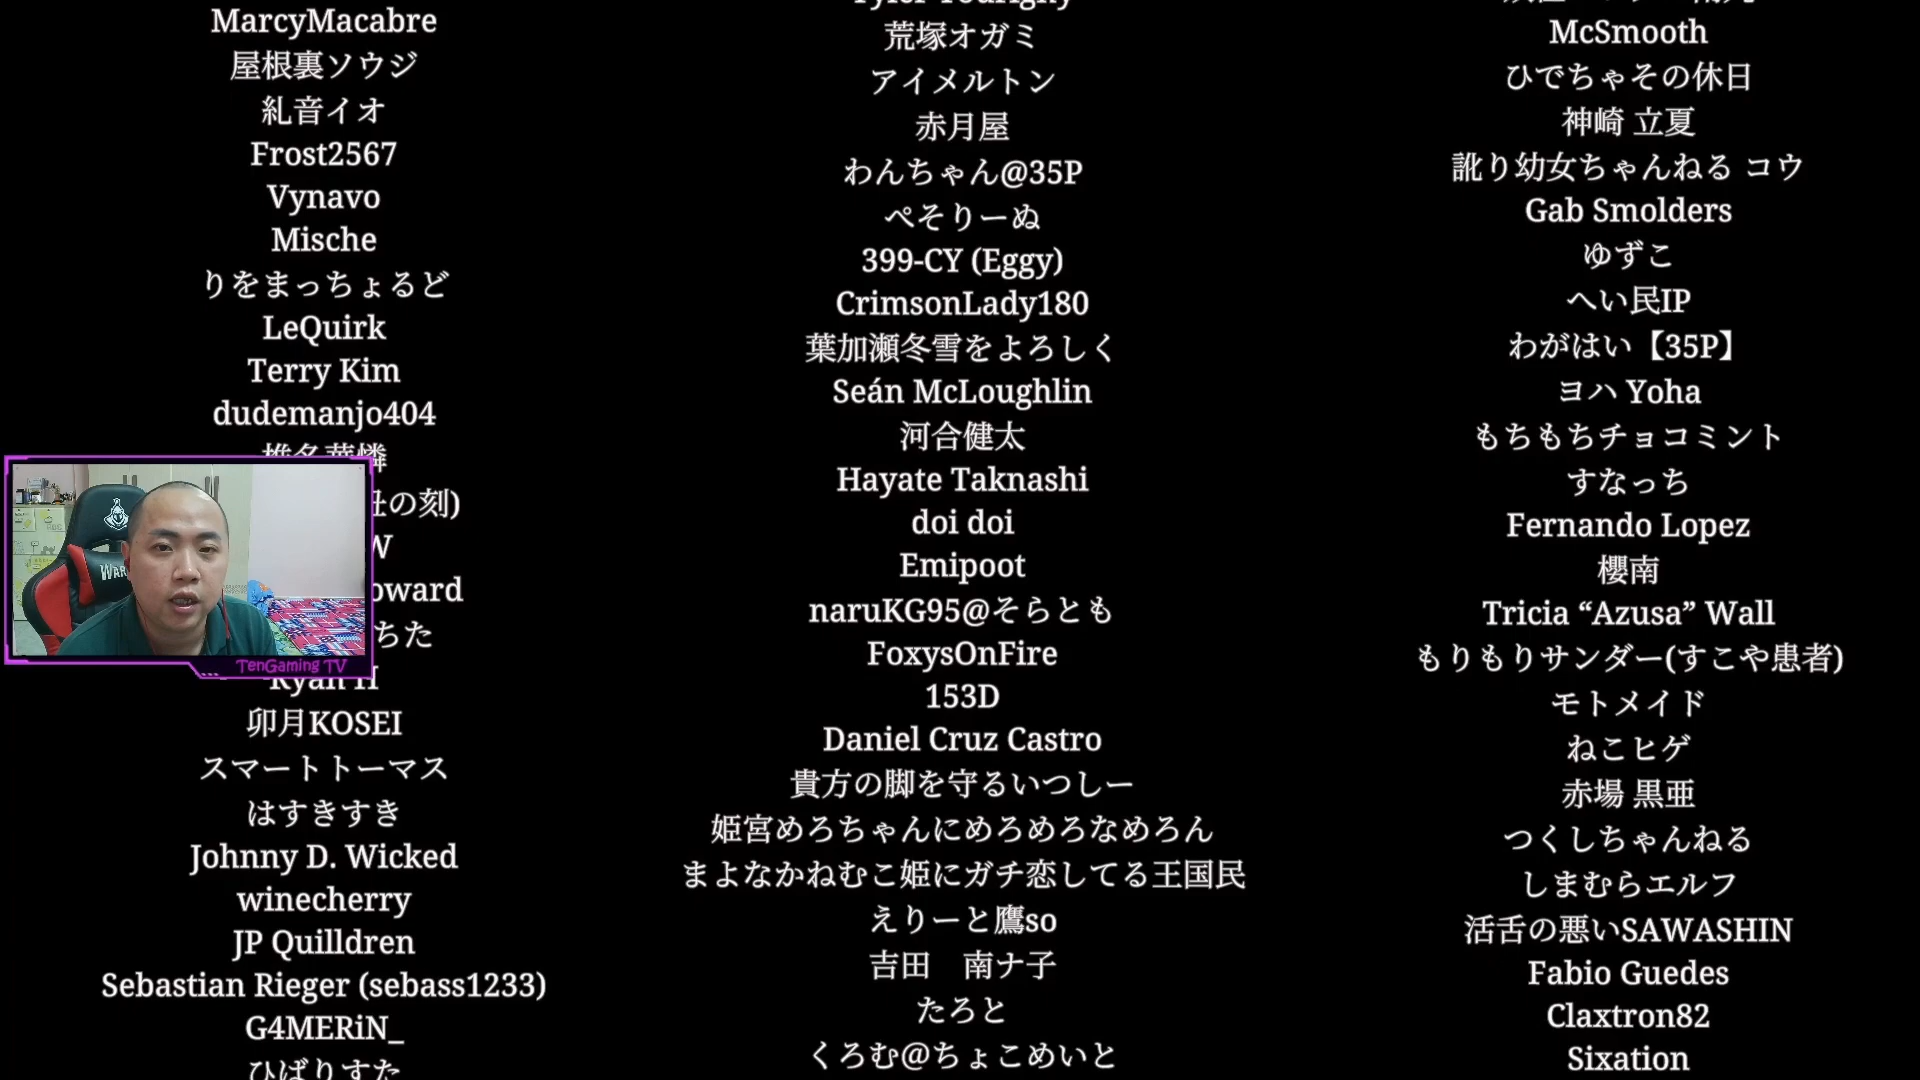 MarcyMacabre
屋根裏ソウジ
糺音イオ
Frost2567
Vynavo
Mische
りをまっちょるど
LeQuirk
Terry Kim
dudemanjo404
の刻)
W
oward
ちた
Ryan H
卯月KOSEI
スマートトーマス
はすきすき
Johnny D. Wicked
winecherry
JP Quilldren
Sebastian Rieger (sebass1233)
G4MERiN_
ひばりすた
WAR
TenGaming TV
荒塚オガミ
アイメルトン
赤月屋
わんちゃん@35P
ぺそりーぬ
399-CY (Eggy)
CrimsonLady180
葉加瀬冬雪をよろしく
Seán McLoughlin
河合健太
Hayate Taknashi
doi doi
Emipoot
naruKG95@そらとも
FoxysOnFire
153D
Daniel Cruz Castro
貴方の脚を守るいつしー
姫宮めろちゃんにめろめろなめろん
まよなかねむこ姫にガチ恋してる王国民
えりーと鷹so
吉田　南ナ子
たろと
くろむ@ちょこめいと
McSmooth
ひでちゃその休日
神崎 立夏
訛り幼女ちゃんねる コウ
Gab Smolders
ゆずこ
へい民IP
わがはい【35P】
ヨハ Yoha
もちもちチョコミント
すなっち
Fernando Lopez
櫻南
Tricia “Azusa” Wall
もりもりサンダー(すこや患者)
モトメイド
ねこヒゲ
赤場 黒亜
つくしちゃんねる
しまむらエルフ
活舌の悪いSAWASHIN
Fabio Guedes
Claxtron82
Sixation